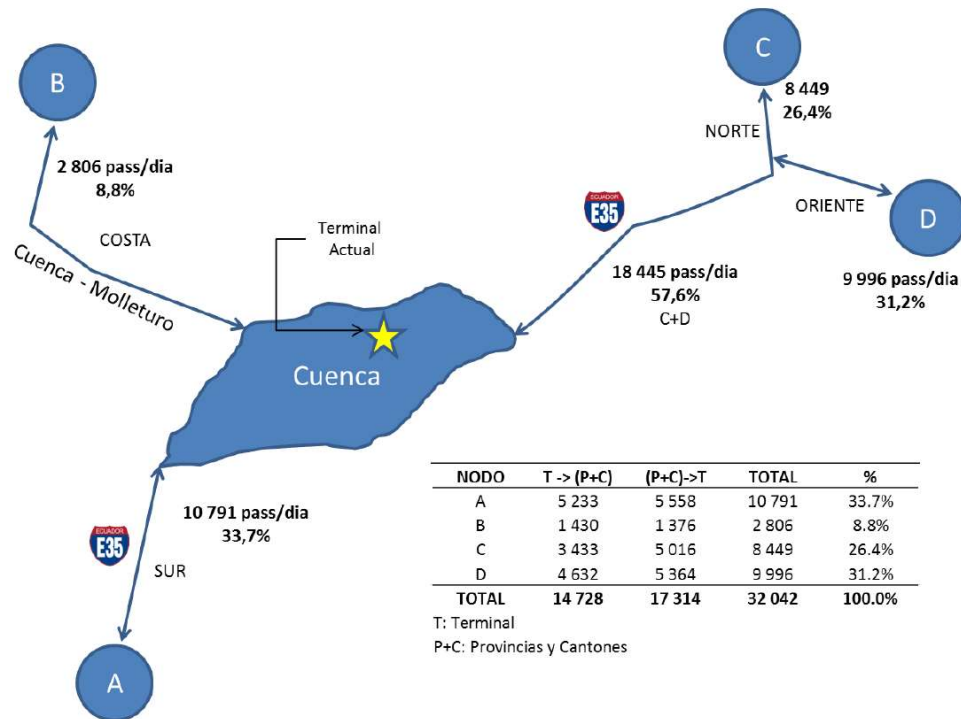 B
C
8 449
26,4%
NORTE
2 806 pass/dia
8,8%
ECUADOR
E35
ORIENTE
D
COSTA
Terminal
Actual
Cuenca - Molleturo
18 445 pass/dia
57,6%
C+D
9 996 pass/dia
31,2%
Cuenca
10 791 pass/dia
33,7%
ECUADOR
E35
SUR
A
NODO T -> (P+C) (P+C)->T TOTAL %
A 5 233 5 558 10 791 33.7%
B 1 430 1 376 2 806 8.8%
C 3 433 5 016 8 449 26.4%
D 4 632 5 364 9 996 31.2%
TOTAL 14 728 17 314 32 042 100.0%
T: Terminal
P+C: Provincias y Cantones